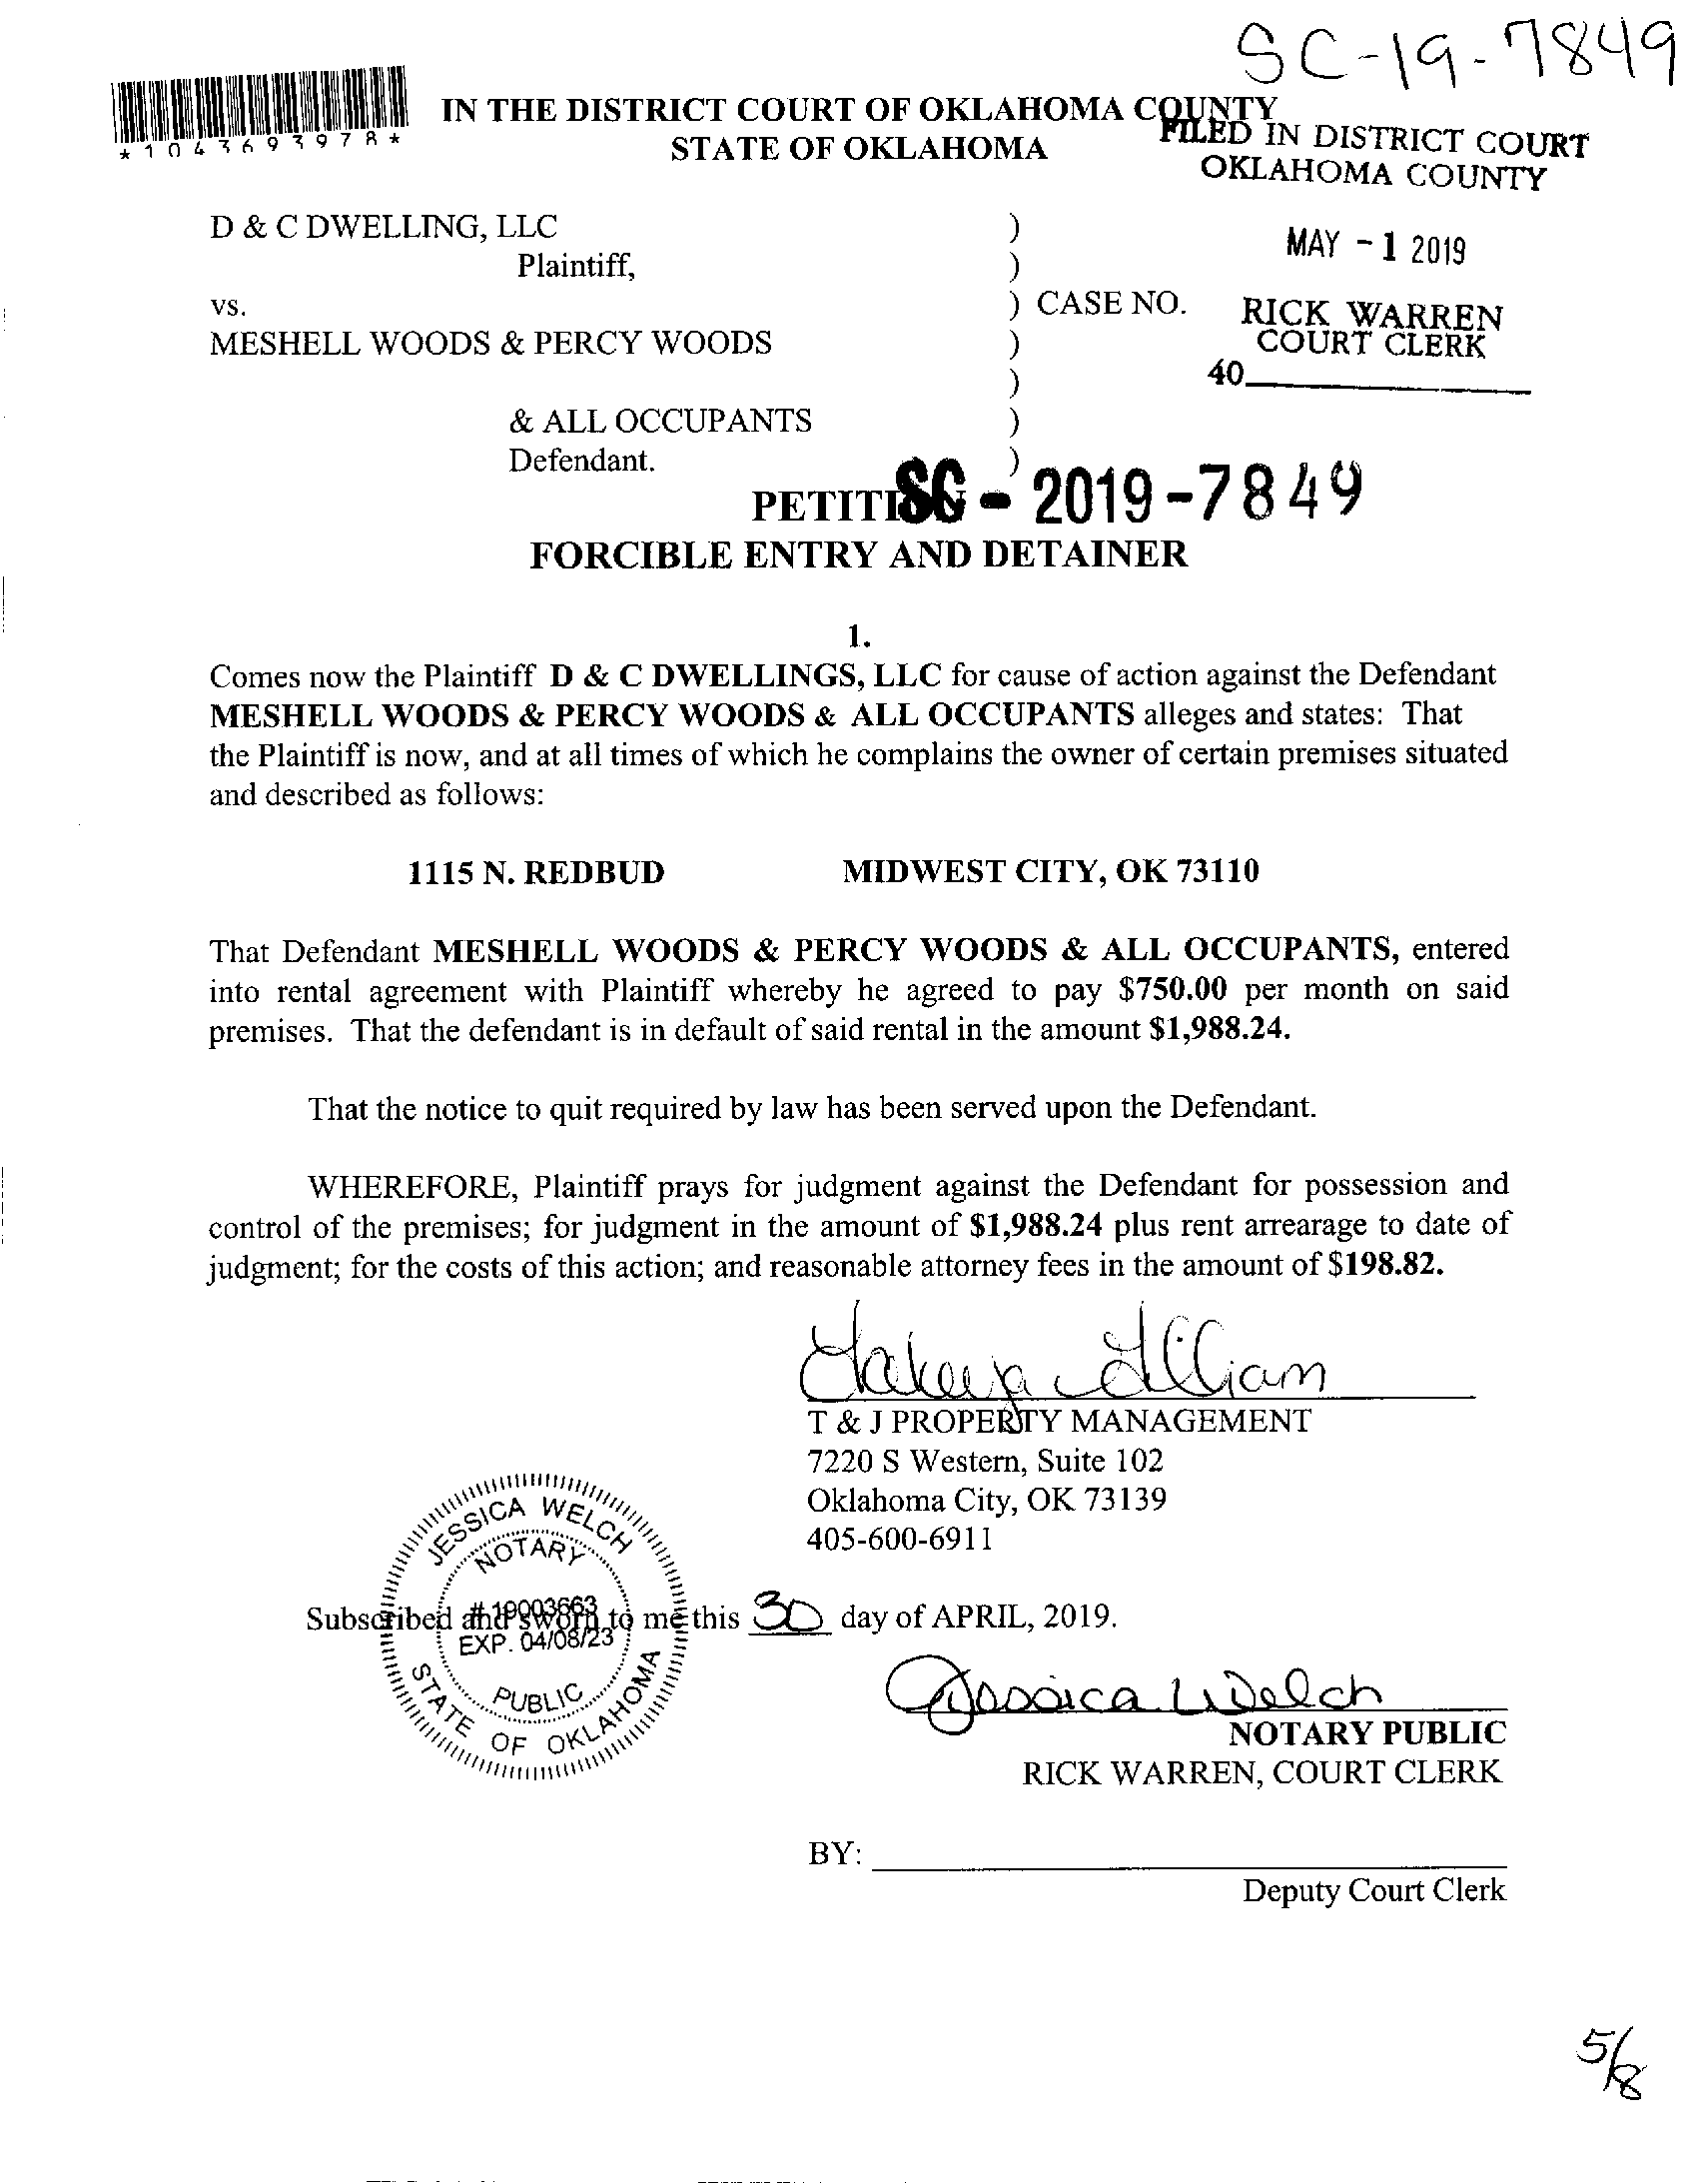 SC-19-7849
*1043693978*
IN THE DISTRICT COURT OF OKLAHOMA COUNTY
STATE OF OKLAHOMA
FILED IN DISTRICT COURT
OKLAHOMA COUNTY
D & C DWELLING, LLC )
Plaintiff, )
MAY -1 2019
vs. ) CASE NO.
RICK WARREN
COURT CLERK
MESHELL WOODS & PERCY WOODS )
)
40
& ALL OCCUPANTS )
Defendant. )
PETITI
SC - 2019-7849
FORCIBLE ENTRY AND DETAINER
1.
Comes now the Plaintiff D & C DWELLINGS, LLC for cause of action against the Defendant
MESHELL WOODS & PERCY WOODS & ALL OCCUPANTS alleges and states: That
the Plaintiff is now, and at all times of which he complains the owner of certain premises situated
and described as follows:
1115 N. REDBUD MIDWEST CITY, OK 73110
That Defendant MESHELL WOODS & PERCY WOODS & ALL OCCUPANTS, entered
into rental agreement with Plaintiff whereby he agreed to pay $750.00 per month on said
premises. That the defendant is in default of said rental in the amount $1,988.24.
That the notice to quit required by law has been served upon the Defendant.
WHEREFORE, Plaintiff prays for judgment against the Defendant for possession and
control of the premises; for judgment in the amount of $1,988.24 plus rent arrearage to date of
judgment; for the costs of this action; and reasonable attorney fees in the amount of $198.82.
T & J PROPERTY MANAGEMENT
7220 S Western, Suite 102
Oklahoma City, OK 73139
405-600-6911
JESSICA WELCH
NOTARY
# 19003663
EXP. 04/08/23
PUBLIC
STATE OF OKLAHOMA
Subscribed and sworn to me this 30 day of APRIL, 2019.
Jessica Welch
NOTARY PUBLIC
RICK WARREN, COURT CLERK
BY:
Deputy Court Clerk
5/8